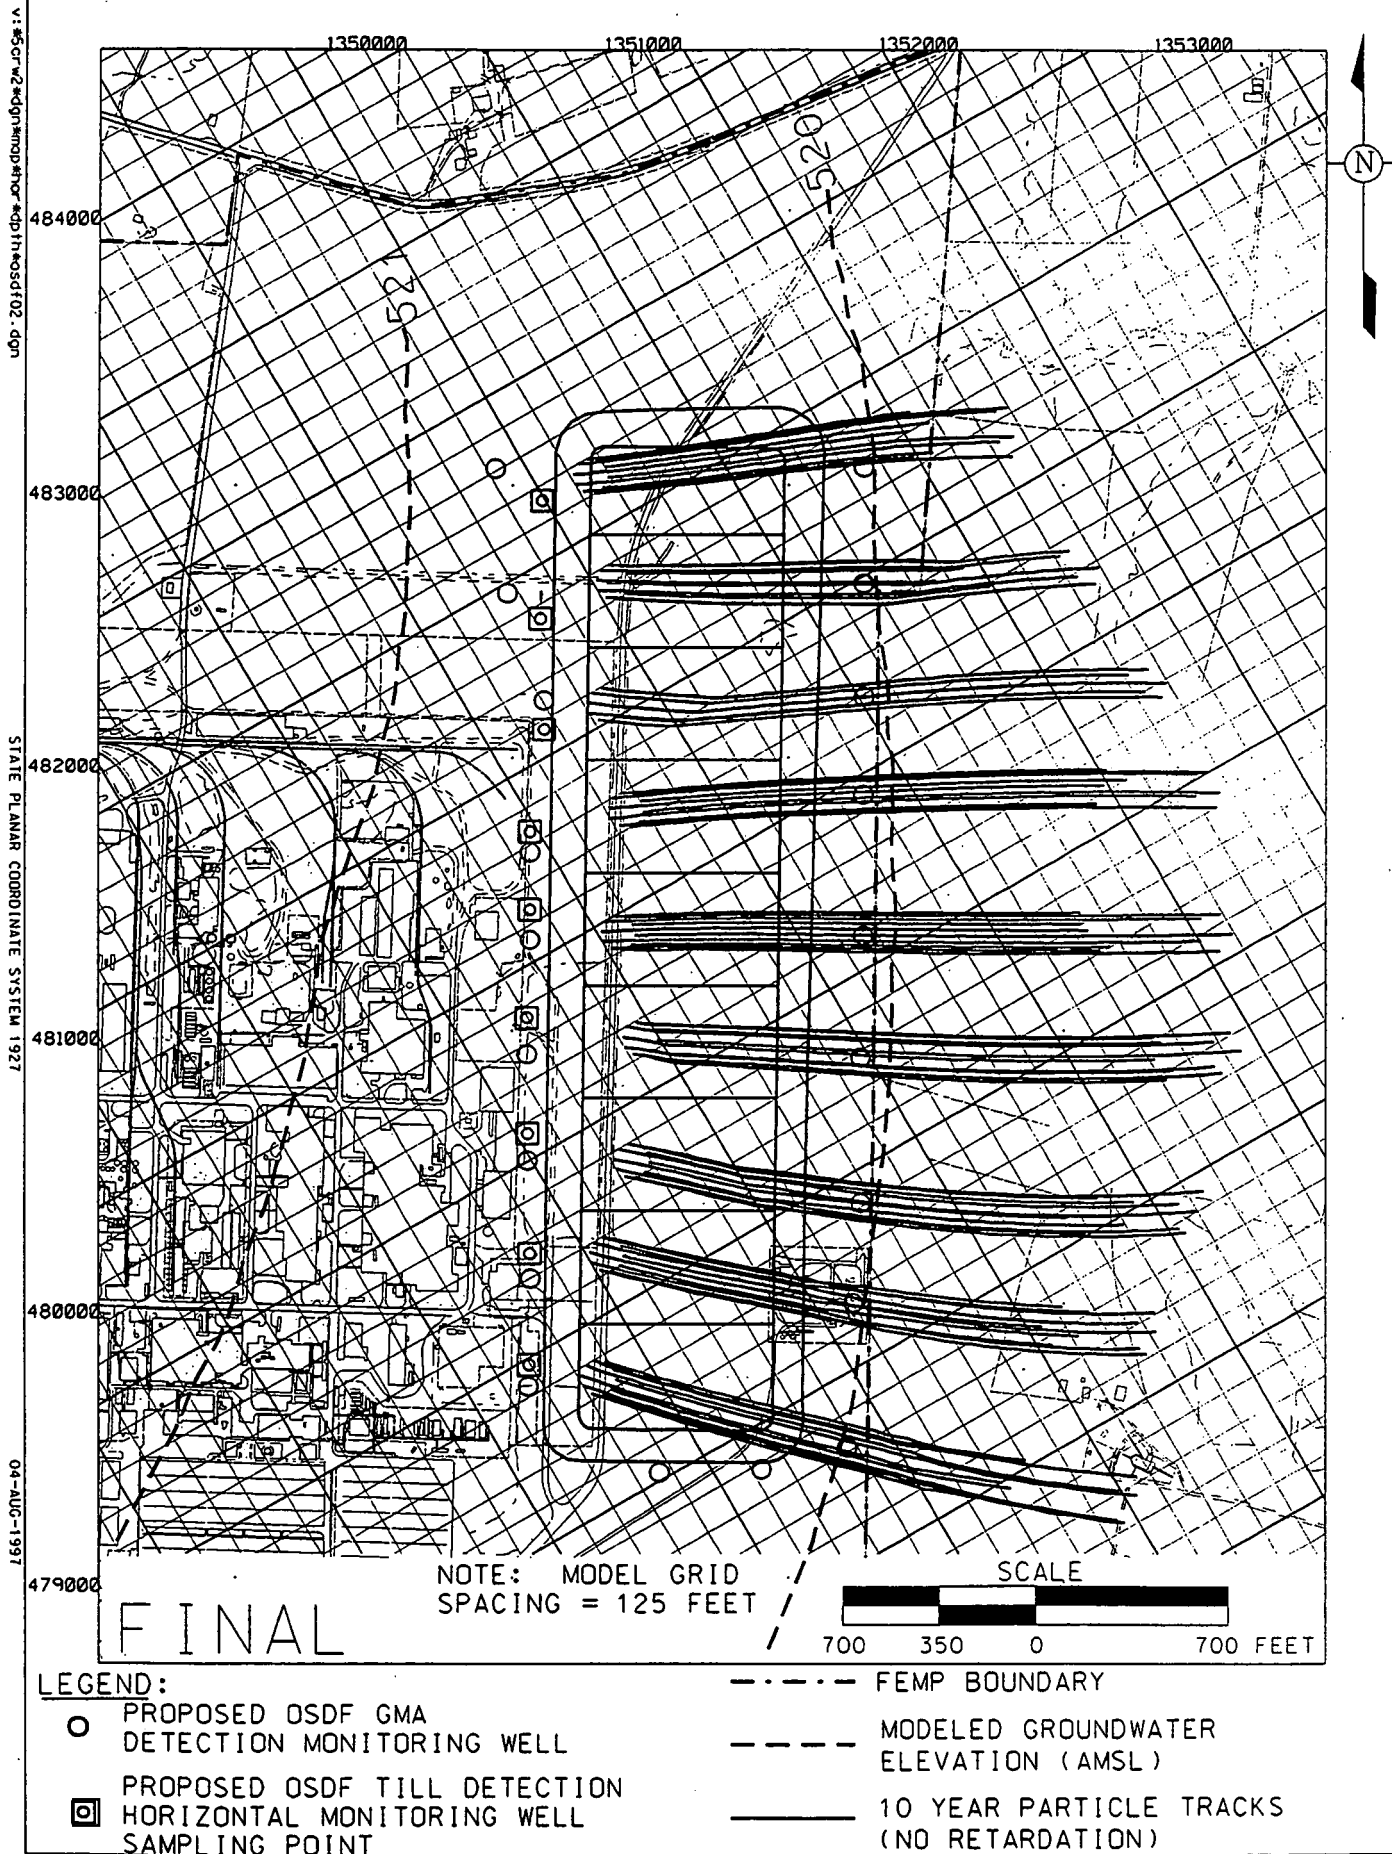 v:*5crw2*dgn*map*hor*dpth*osdf02.dgn
STATE PLANAR COORDINATE SYSTEM 1927
04-AUG-1997
1350000 1351000 1352000 1353000
N
520
484000
521
483000
482000
481000
480000
479000
NOTE: MODEL GRID
SPACING = 125 FEET
SCALE
700 350 0 700 FEET
FINAL
LEGEND:
PROPOSED OSDF GMA
DETECTION MONITORING WELL
PROPOSED OSDF TILL DETECTION
HORIZONTAL MONITORING WELL
SAMPLING POINT
FEMP BOUNDARY
MODELED GROUNDWATER
ELEVATION (AMSL)
10 YEAR PARTICLE TRACKS
(NO RETARDATION)